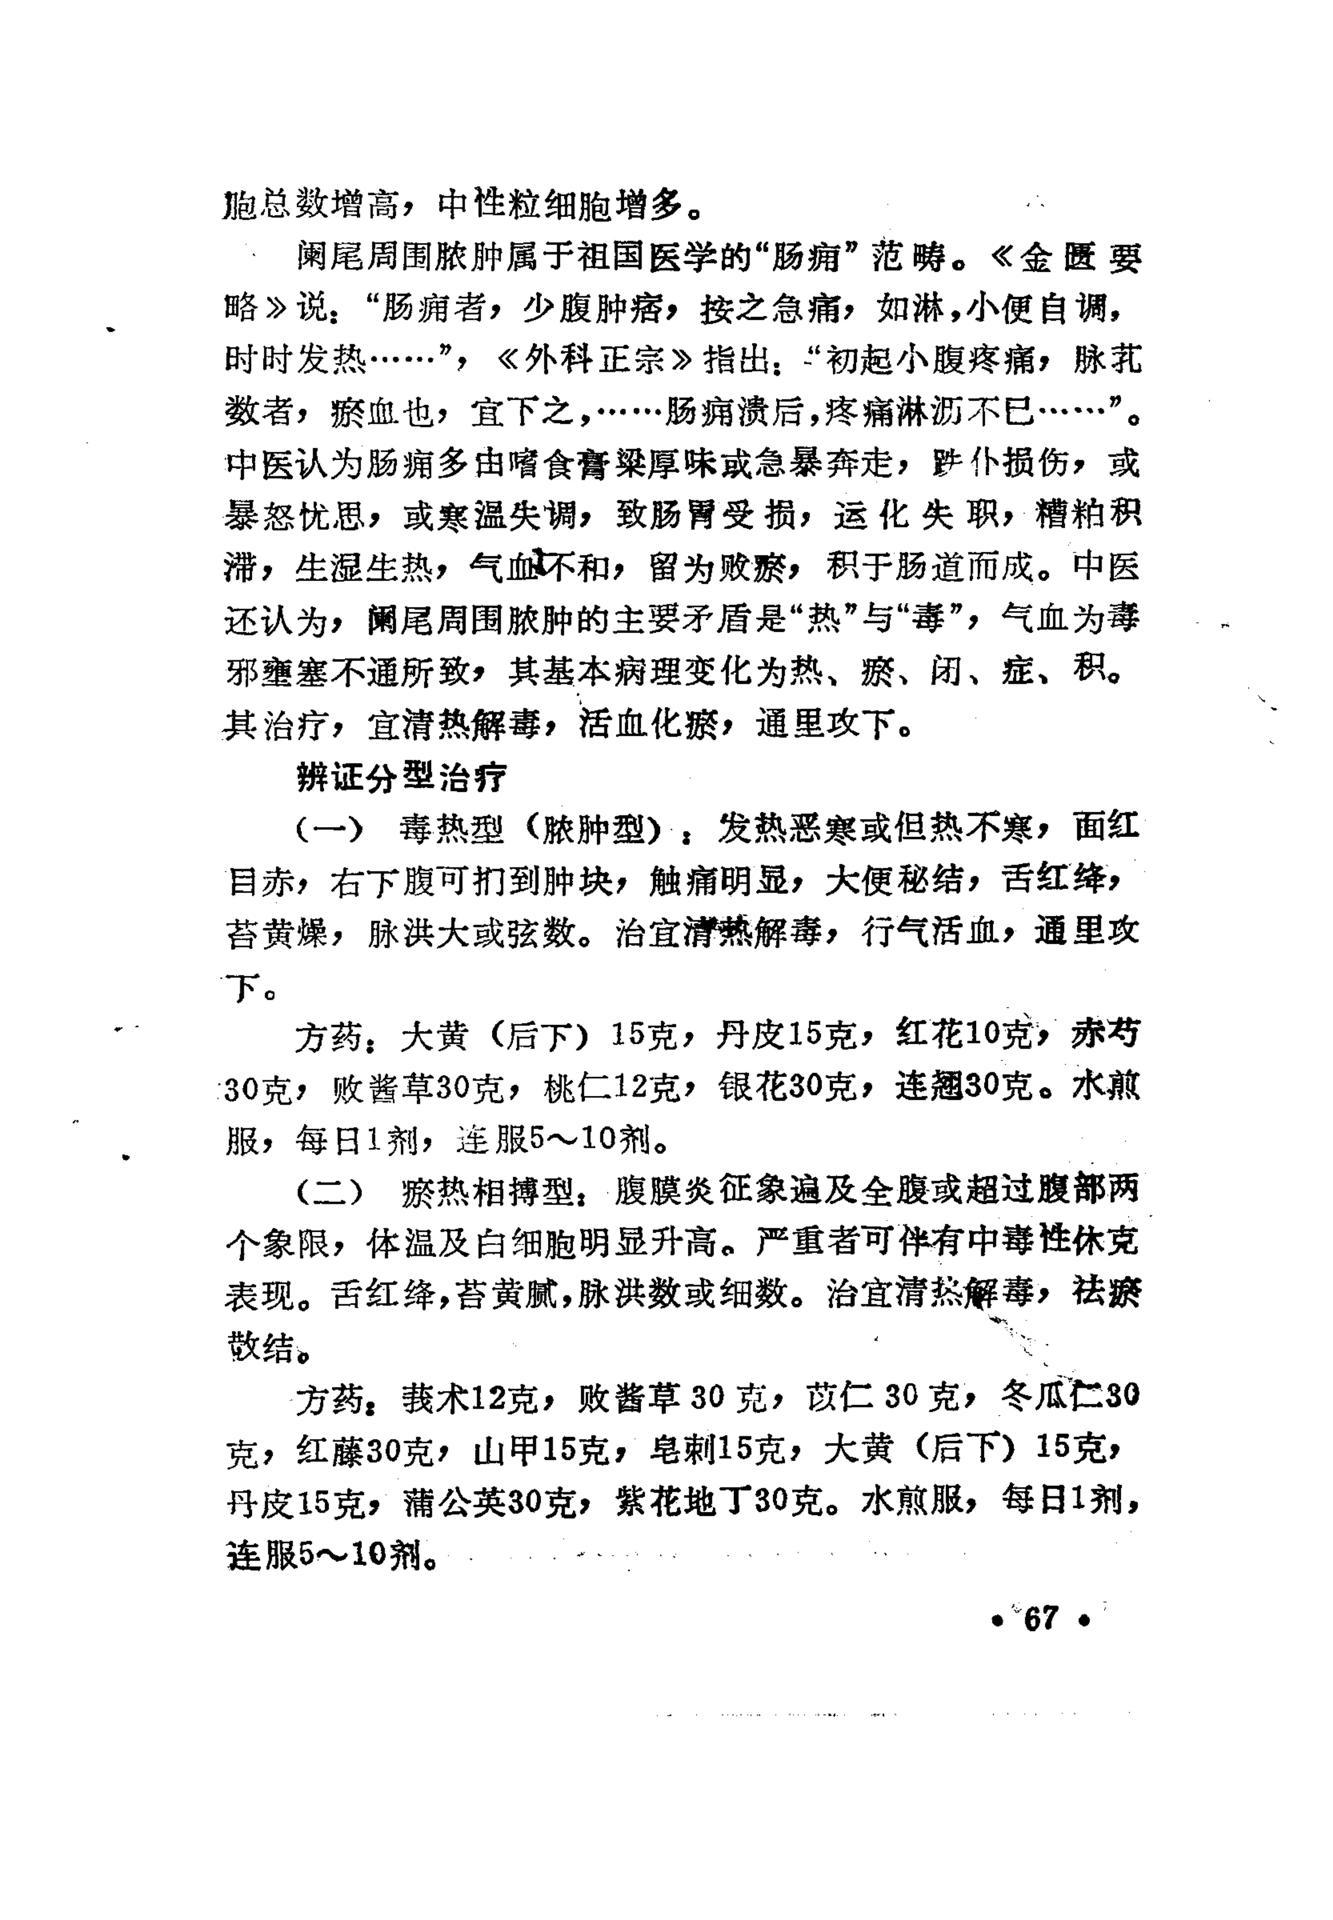 胞总数增高，中性粒细胞增多。
阑尾周围脓肿属于祖国医学的“肠痈”范畴。《金匮要
略》说：“肠痈者，少腹肿痞，按之急痛，如淋，小便自调，
时时发热……”，《外科正宗》指出：“初起小腹疼痛，脉芤
数者，瘀血也，宜下之，……肠痈溃后，疼痛淋沥不已……”。
中医认为肠痈多由嗜食膏粱厚味或急暴奔走，跌仆损伤，或
暴怒忧思，或寒温失调，致肠胃受损，运化失职，糟粕积
滞，生湿生热，气血不和，留为败瘀，积于肠道而成。中医
还认为，阑尾周围脓肿的主要矛盾是“热”与“毒”，气血为毒
邪壅塞不通所致，其基本病理变化为热、瘀、闭、症、积。
其治疗，宜清热解毒，活血化瘀，通里攻下。
辨证分型治疗
（一） 毒热型（脓肿型）：发热恶寒或但热不寒，面红
目赤，右下腹可扪到肿块，触痛明显，大便秘结，舌红绛，
苔黄燥，脉洪大或弦数。治宜清热解毒，行气活血，通里攻
下。
方药：大黄（后下）15克，丹皮15克，红花10克，赤芍
30克，败酱草30克，桃仁12克，银花30克，连翘30克。水煎
服，每日1剂，连服5～10剂。
（二） 瘀热相搏型：腹膜炎征象遍及全腹或超过腹部两
个象限，体温及白细胞明显升高。严重者可伴有中毒性休克
表现。舌红绛，苔黄腻，脉洪数或细数。治宜清热解毒，祛瘀
散结。
方药：莪术12克，败酱草30克，苡仁30克，冬瓜仁30
克，红藤30克，山甲15克，皂刺15克，大黄（后下）15克，
丹皮15克，蒲公英30克，紫花地丁30克。水煎服，每日1剂，
连服5～10剂。
• 67 •